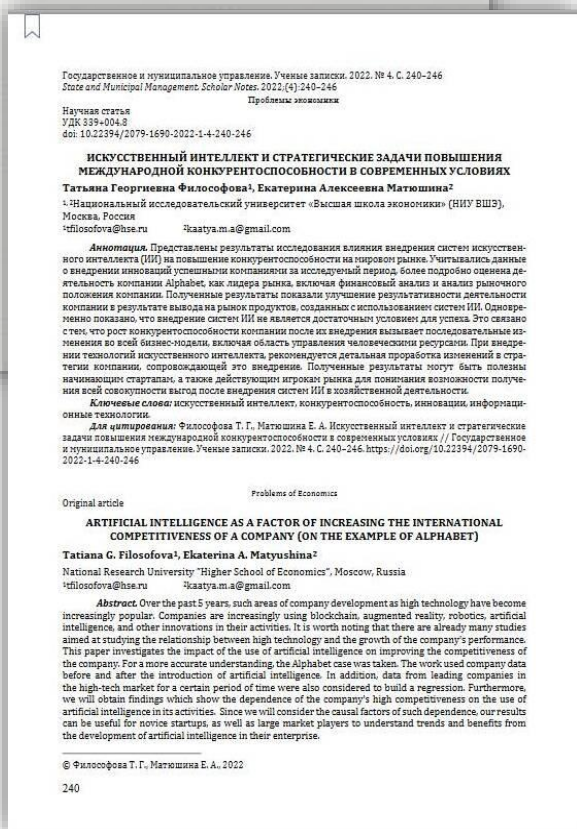 Государственное и муниципальное управление. Ученые записки. 2022. № 4. С. 240–246
State and Municipal Management. Scholar Notes. 2022;(4):240–246
Проблемы экономики
Научная статья
УДК 339+004.8
doi: 10.22394/2079-1690-2022-1-4-240-246
ИСКУССТВЕННЫЙ ИНТЕЛЛЕКТ И СТРАТЕГИЧЕСКИЕ ЗАДАЧИ ПОВЫШЕНИЯ
МЕЖДУНАРОДНОЙ КОНКУРЕНТОСПОСОБНОСТИ В СОВРЕМЕННЫХ УСЛОВИЯХ
Татьяна Георгиевна Философова¹, Екатерина Алексеевна Матюшина²
¹, ²Национальный исследовательский университет «Высшая школа экономики» (НИУ ВШЭ),
Москва, Россия
¹tfilosofova@hse.ru ²kaatya.m.a@gmail.com
Аннотация. Представлены результаты исследования влияния внедрения систем искусствен-
ного интеллекта (ИИ) на повышение конкурентоспособности на мировом рынке. Учитывались данные
о внедрении инноваций успешными компаниями за исследуемый период, более подробно оценена де-
ятельность компании Alphabet, как лидера рынка, включая финансовый анализ и анализ рыночного
положения компании. Полученные результаты показали улучшение результативности деятельности
компании в результате вывода на рынок продуктов, созданных с использованием систем ИИ. Одновре-
менно показано, что внедрение систем ИИ не является достаточным условием для успеха. Это связано
с тем, что рост конкурентоспособности компании после их внедрения вызывает последовательные из-
менения во всей бизнес-модели, включая область управления человеческими ресурсами. При внедре-
нии технологий искусственного интеллекта, рекомендуется детальная проработка изменений в стра-
тегии компании, сопровождающей это внедрение. Полученные результаты могут быть полезны
начинающим стартапам, а также действующим игрокам рынка для понимания возможности получе-
ния всей совокупности выгод после внедрения систем ИИ в хозяйственной деятельности.
Ключевые слова: искусственный интеллект, конкурентоспособность, инновации, информаци-
онные технологии.
Для цитирования: Философова Т. Г., Матюшина Е. А. Искусственный интеллект и стратегические
задачи повышения международной конкурентоспособности в современных условиях // Государственное
и муниципальное управление. Ученые записки. 2022. № 4. С. 240–246. https://doi.org/10.22394/2079-1690-
2022-1-4-240-246
Problems of Economics
Original article
ARTIFICIAL INTELLIGENCE AS A FACTOR OF INCREASING THE INTERNATIONAL
COMPETITIVENESS OF A COMPANY (ON THE EXAMPLE OF ALPHABET)
Tatiana G. Filosofova¹, Ekaterina A. Matyushina²
National Research University "Higher School of Economics", Moscow, Russia
¹tfilosofova@hse.ru ²kaatya.m.a@gmail.com
Abstract. Over the past 5 years, such areas of company development as high technology have become
increasingly popular. Companies are increasingly using blockchain, augmented reality, robotics, artificial
intelligence, and other innovations in their activities. It is worth noting that there are already many studies
aimed at studying the relationship between high technology and the growth of the company's performance.
This paper investigates the impact of the use of artificial intelligence on improving the competitiveness of
the company. For a more accurate understanding, the Alphabet case was taken. The work used company data
before and after the introduction of artificial intelligence. In addition, data from leading companies in
the high-tech market for a certain period of time were also considered to build a regression. Furthermore,
we will obtain findings which show the dependence of the company's high competitiveness on the use of
artificial intelligence in its activities. Since we will consider the causal factors of such dependence, our results
can be useful for novice startups, as well as large market players to understand trends and benefits from
the development of artificial intelligence in their enterprise.
© Философова Т. Г., Матюшина Е. А., 2022
240